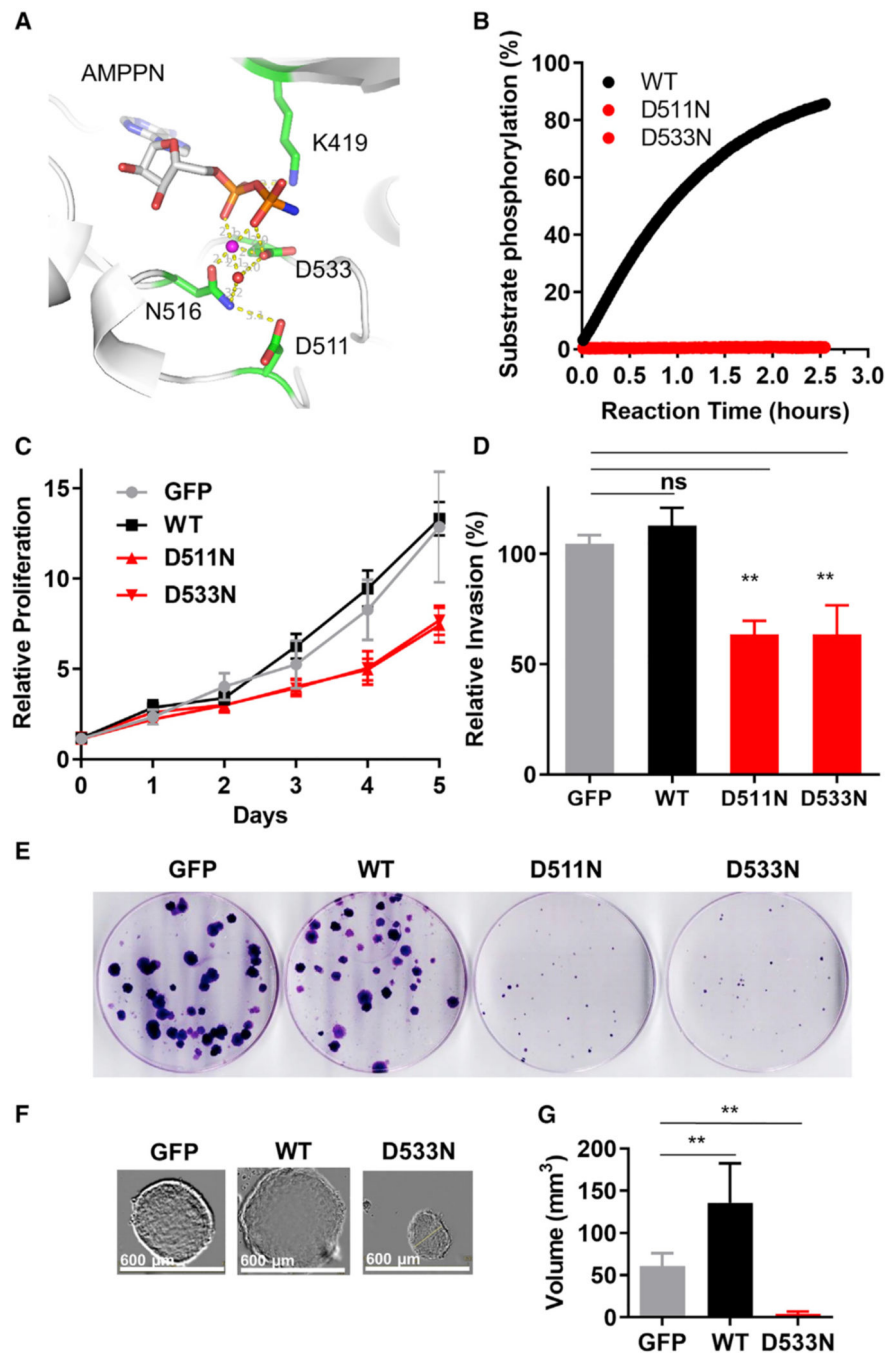 A
AMPPN
K419
D533
N516
D511
B
Substrate phosphorylation (%)
100
80
60
40
20
0
WT
D511N
D533N
0.0 0.5 1.0 1.5 2.0 2.5 3.0
Reaction Time (hours)
C
Relative Proliferation
15
10
5
0
GFP
WT
D511N
D533N
0 1 2 3 4 5
Days
D
Relative Invasion (%)
100
50
0
ns
** **
GFP WT D511N D533N
E
GFP WT D511N D533N
F
GFP WT D533N
600 µm 600 µm 600 µm
G
Volume (mm3)
200
150
100
50
0
**
**
GFP WT D533N